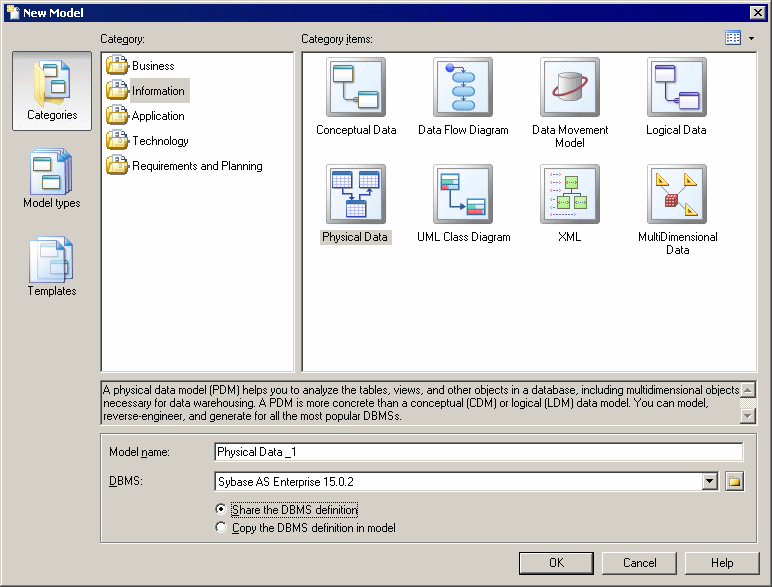 New Model
Category:
Category items:
Categories
Model types
Templates
Business
Information
Application
Technology
Requirements and Planning
Conceptual Data
Data Flow Diagram
Data Movement
Model
Logical Data
Physical Data
UML Class Diagram
XML
MultiDimensional
Data
A physical data model (PDM) helps you to analyze the tables, views, and other objects in a database, including multidimensional objects
necessary for data warehousing. A PDM is more concrete than a conceptual (CDM) or logical (LDM) data model. You can model,
reverse-engineer, and generate for all the most popular DBMSs.
Model name:
Physical Data _1
DBMS:
Sybase AS Enterprise 15.0.2
Share the DBMS definition
Copy the DBMS definition in model
OK
Cancel
Help